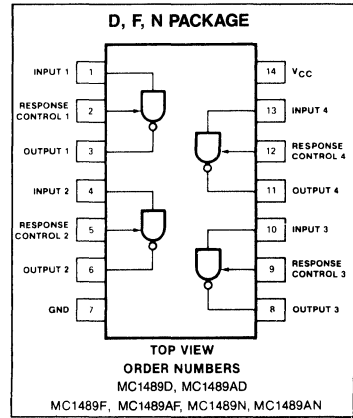 D, F, N PACKAGE
INPUT 1 1
RESPONSE CONTROL 1 2
OUTPUT 1 3
INPUT 2 4
RESPONSE CONTROL 2 5
OUTPUT 2 6
GND 7
14 VCC
13 INPUT 4
12 RESPONSE CONTROL 4
11 OUTPUT 4
10 INPUT 3
9 RESPONSE CONTROL 3
8 OUTPUT 3
TOP VIEW
ORDER NUMBERS
MC1489D, MC1489AD
MC1489F, MC1489AF, MC1489N, MC1489AN